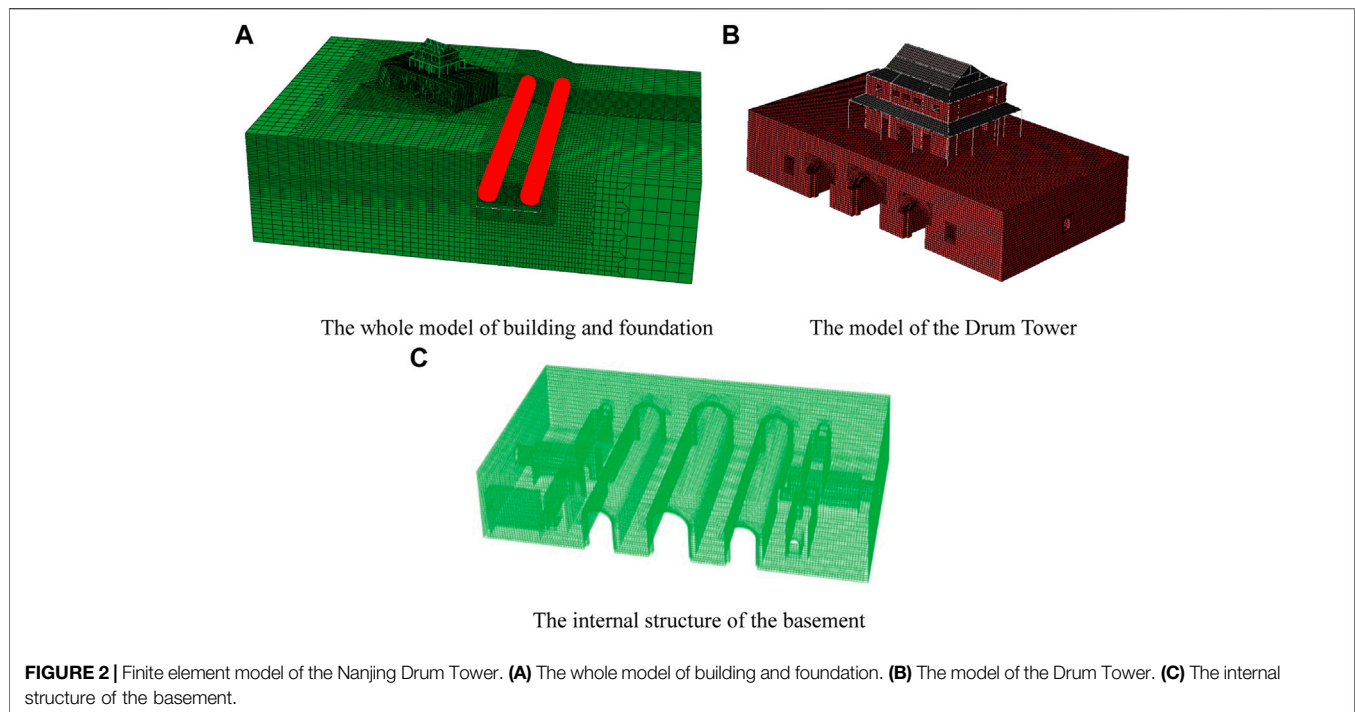 A
B
The whole model of building and foundation
The model of the Drum Tower
C
The internal structure of the basement
FIGURE 2 | Finite element model of the Nanjing Drum Tower. (A) The whole model of building and foundation. (B) The model of the Drum Tower. (C) The internal
structure of the basement.